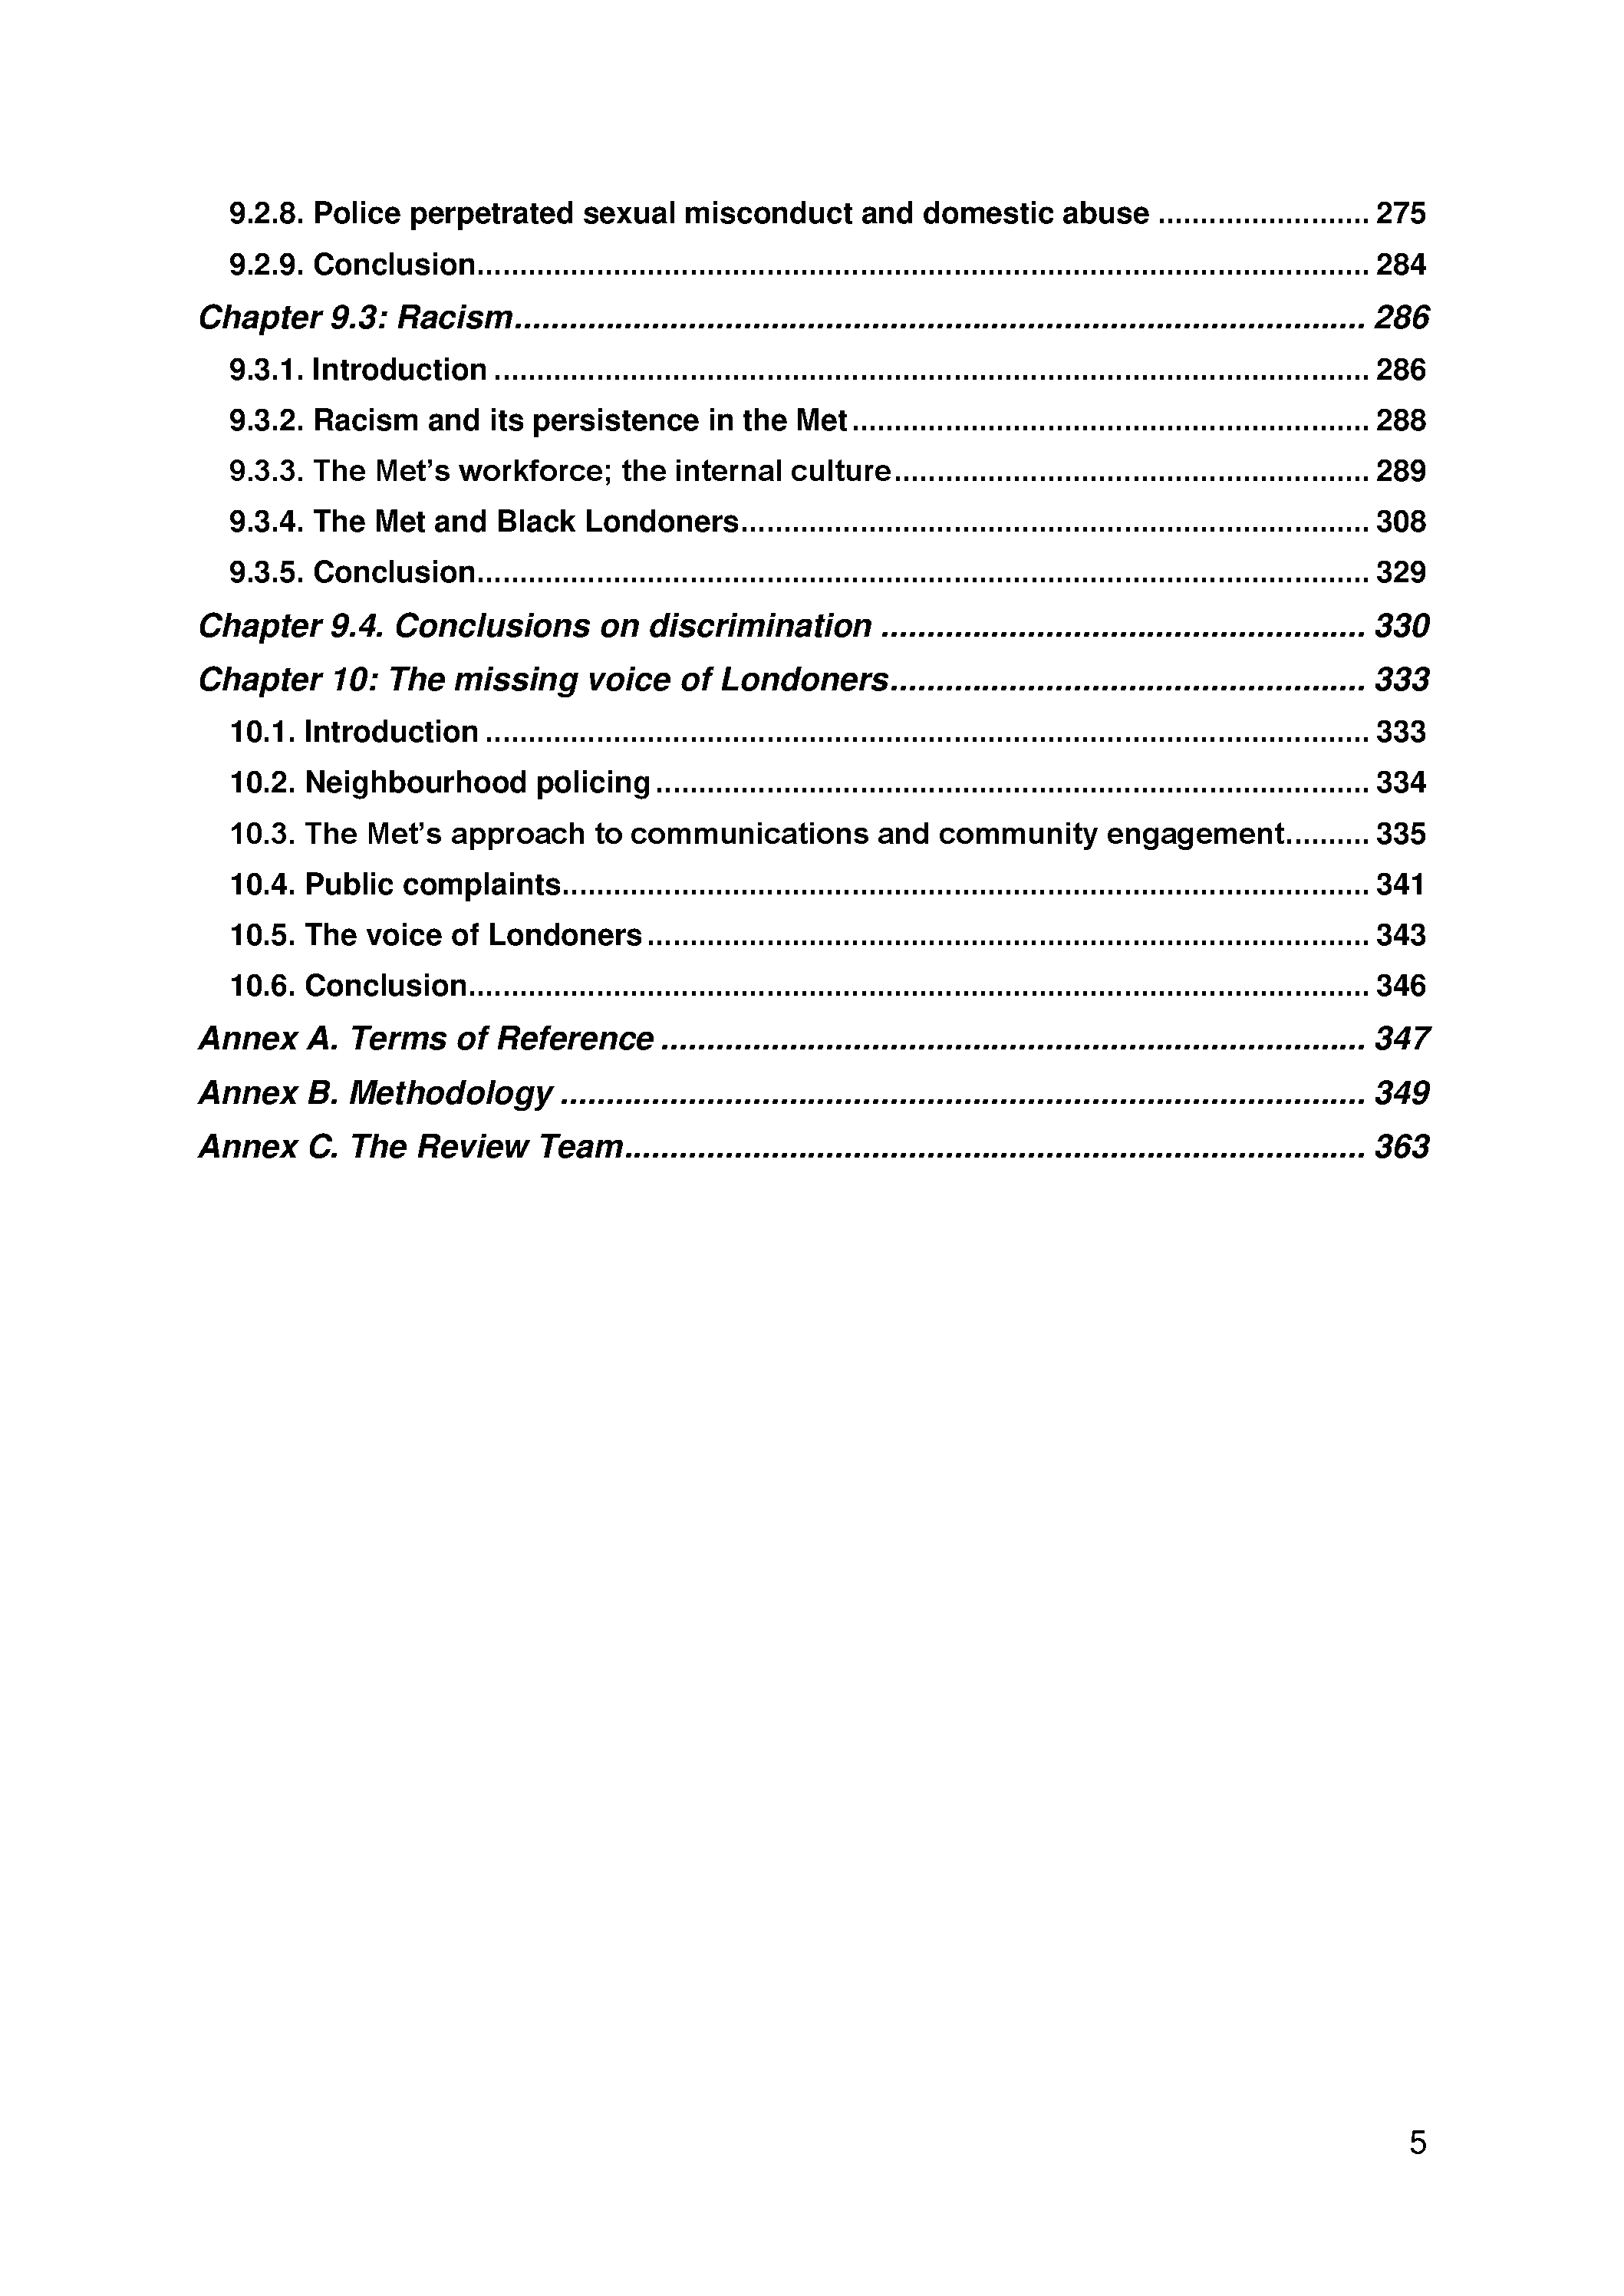 9.2.8. Police perpetrated sexual misconduct and domestic abuse ......................... 275
9.2.9. Conclusion.......................................................................................................... 284
Chapter 9.3: Racism............................................................................................. 286
9.3.1. Introduction ........................................................................................................ 286
9.3.2. Racism and its persistence in the Met............................................................. 288
9.3.3. The Met’s workforce; the internal culture........................................................ 289
9.3.4. The Met and Black Londoners.......................................................................... 308
9.3.5. Conclusion.......................................................................................................... 329
Chapter 9.4. Conclusions on discrimination ..................................................... 330
Chapter 10: The missing voice of Londoners.................................................... 333
10.1. Introduction ......................................................................................................... 333
10.2. Neighbourhood policing ..................................................................................... 334
10.3. The Met’s approach to communications and community engagement.......... 335
10.4. Public complaints................................................................................................ 341
10.5. The voice of Londoners ...................................................................................... 343
10.6. Conclusion........................................................................................................... 346
Annex A. Terms of Reference ............................................................................. 347
Annex B. Methodology ........................................................................................ 349
Annex C. The Review Team................................................................................. 363
5